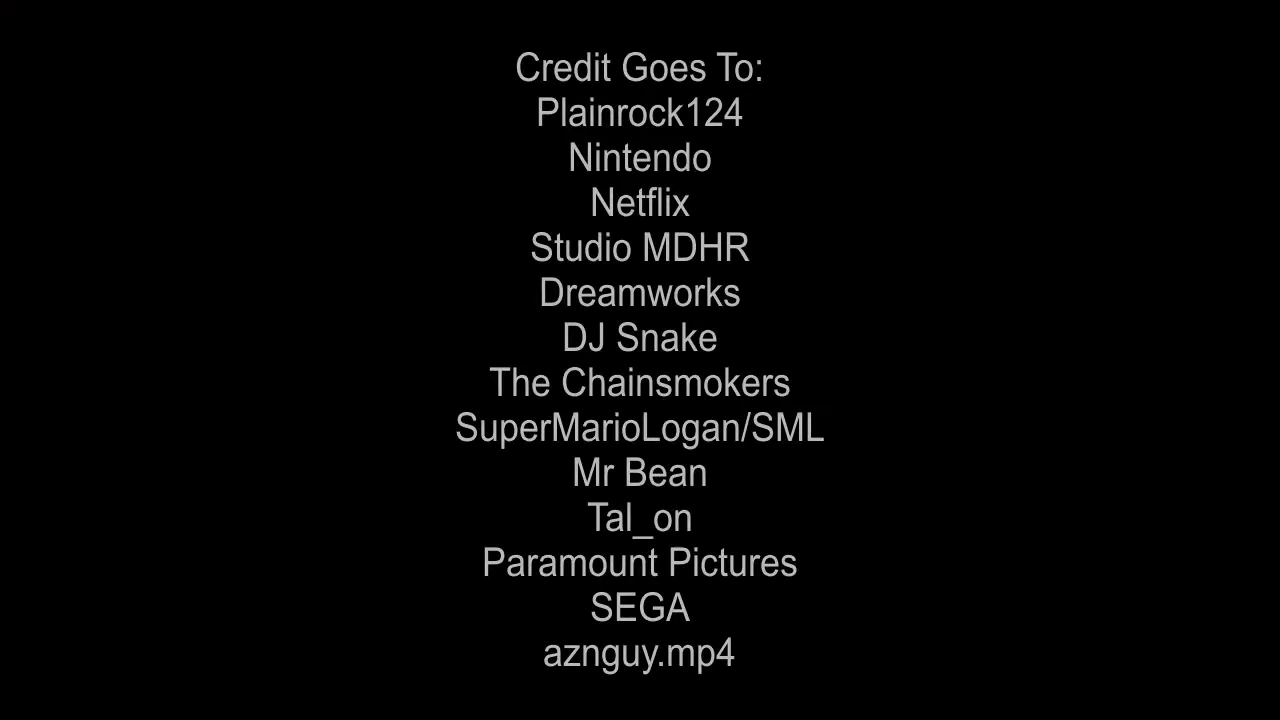 Credit Goes To:
Plainrock124
Nintendo
Netflix
Studio MDHR
Dreamworks
DJ Snake
The Chainsmokers
SuperMarioLogan/SML
Mr Bean
Tal_on
Paramount Pictures
SEGA
aznguy.mp4